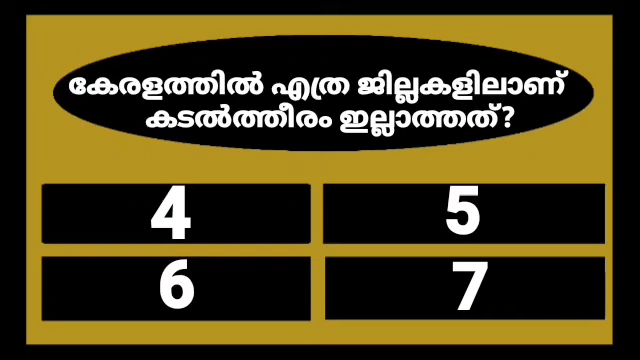 കേരളത്തിൽ എത്ര ജില്ലകളിലാണ്
കടൽത്തീരം ഇല്ലാത്തത്?
4 5
6 7